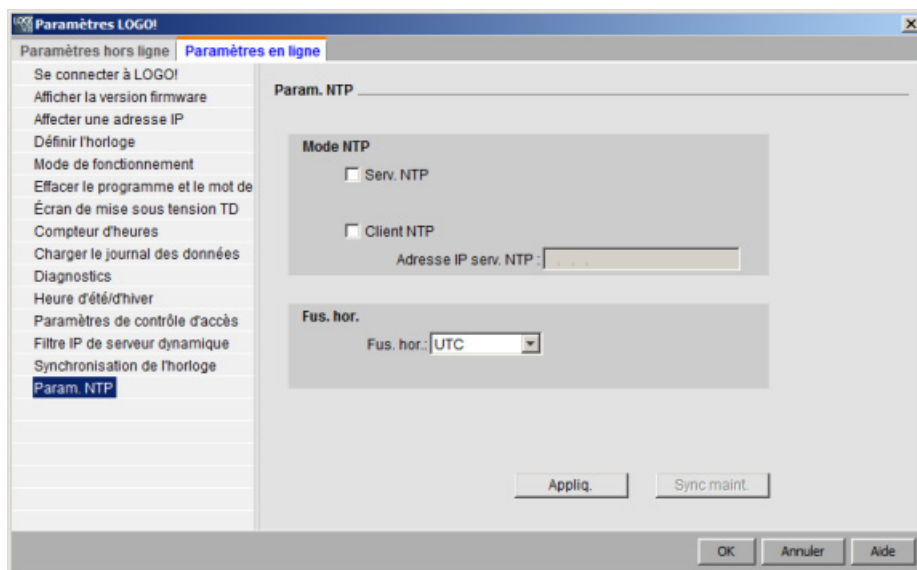 Paramètres LOGO!
Paramètres hors ligne Paramètres en ligne
Se connecter à LOGO!
Afficher la version firmware
Affecter une adresse IP
Définir l'horloge
Mode de fonctionnement
Effacer le programme et le mot de
Écran de mise sous tension TD
Compteur d'heures
Charger le journal des données
Diagnostics
Heure d'été/d'hiver
Paramètres de contrôle d'accès
Filtre IP de serveur dynamique
Synchronisation de l'horloge
Param. NTP
Param. NTP
Mode NTP
Serv. NTP
Client NTP
Adresse IP serv. NTP :
Fus. hor.
Fus. hor.: UTC
Appliq. Sync maint.
OK Annuler Aide